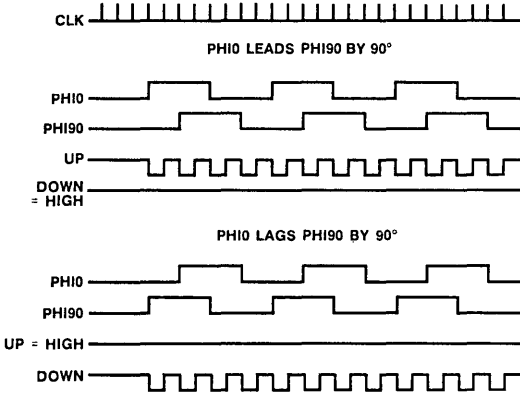 CLK
PHI0 LEADS PHI90 BY 90°
PHI0
PHI90
UP
DOWN
= HIGH
PHI0 LAGS PHI90 BY 90°
PHI0
PHI90
UP = HIGH
DOWN